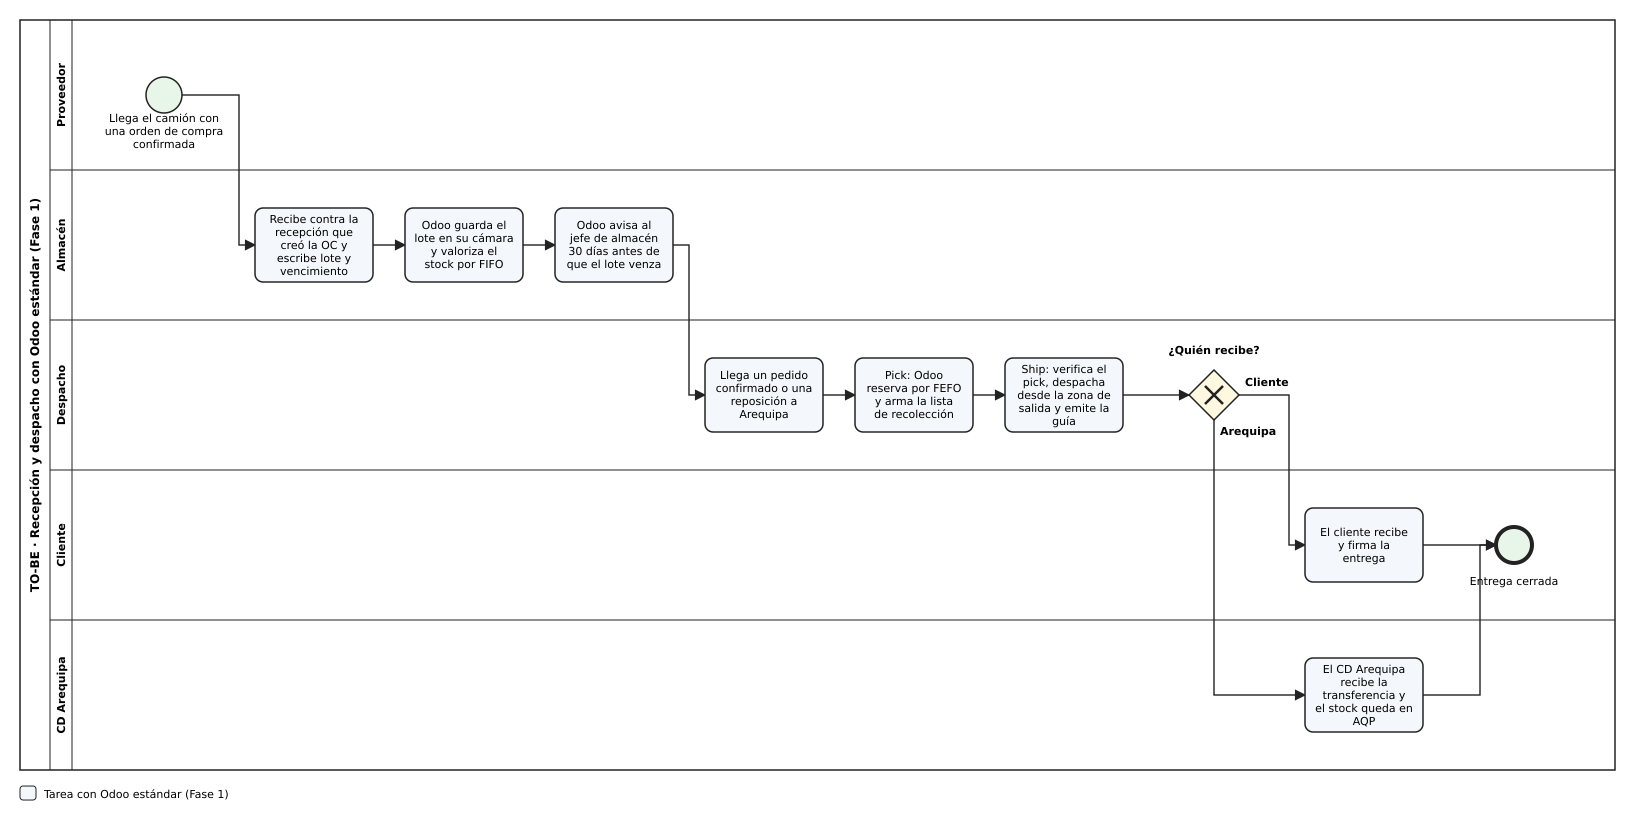 TO-BE · Recepción y despacho con Odoo estándar (Fase 1)
Proveedor
Llega el camión con
una orden de compra
confirmada
Almacén
Recibe contra la
recepción que
creó la OC y
escribe lote y
vencimiento
Odoo guarda el
lote en su cámara
y valoriza el
stock por FIFO
Odoo avisa al
jefe de almacén
30 días antes de
que el lote venza
Despacho
Llega un pedido
confirmado o una
reposición a
Arequipa
Pick: Odoo
reserva por FEFO
y arma la lista
de recolección
Ship: verifica el
pick, despacha
desde la zona de
salida y emite la
guía
¿Quién recibe?
Cliente
Arequipa
Cliente
El cliente recibe
y firma la
entrega
Entrega cerrada
CD Arequipa
El CD Arequipa
recibe la
transferencia y
el stock queda en
AQP
Tarea con Odoo estándar (Fase 1)